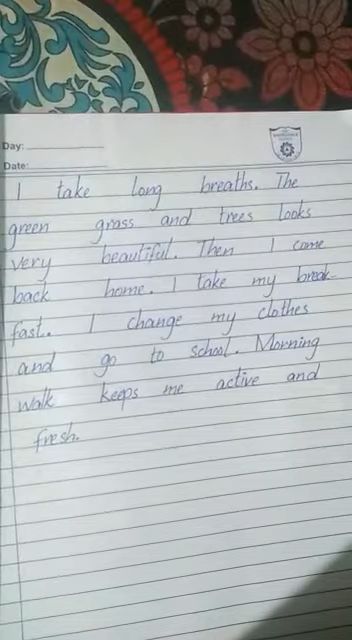 Day:
Date:
I take long breaths. The
green grass and trees looks
very beautiful. Then I come
back home. I take my break-
fast. I change my clothes
and go to school. Morning
walk keeps me active and
fresh.